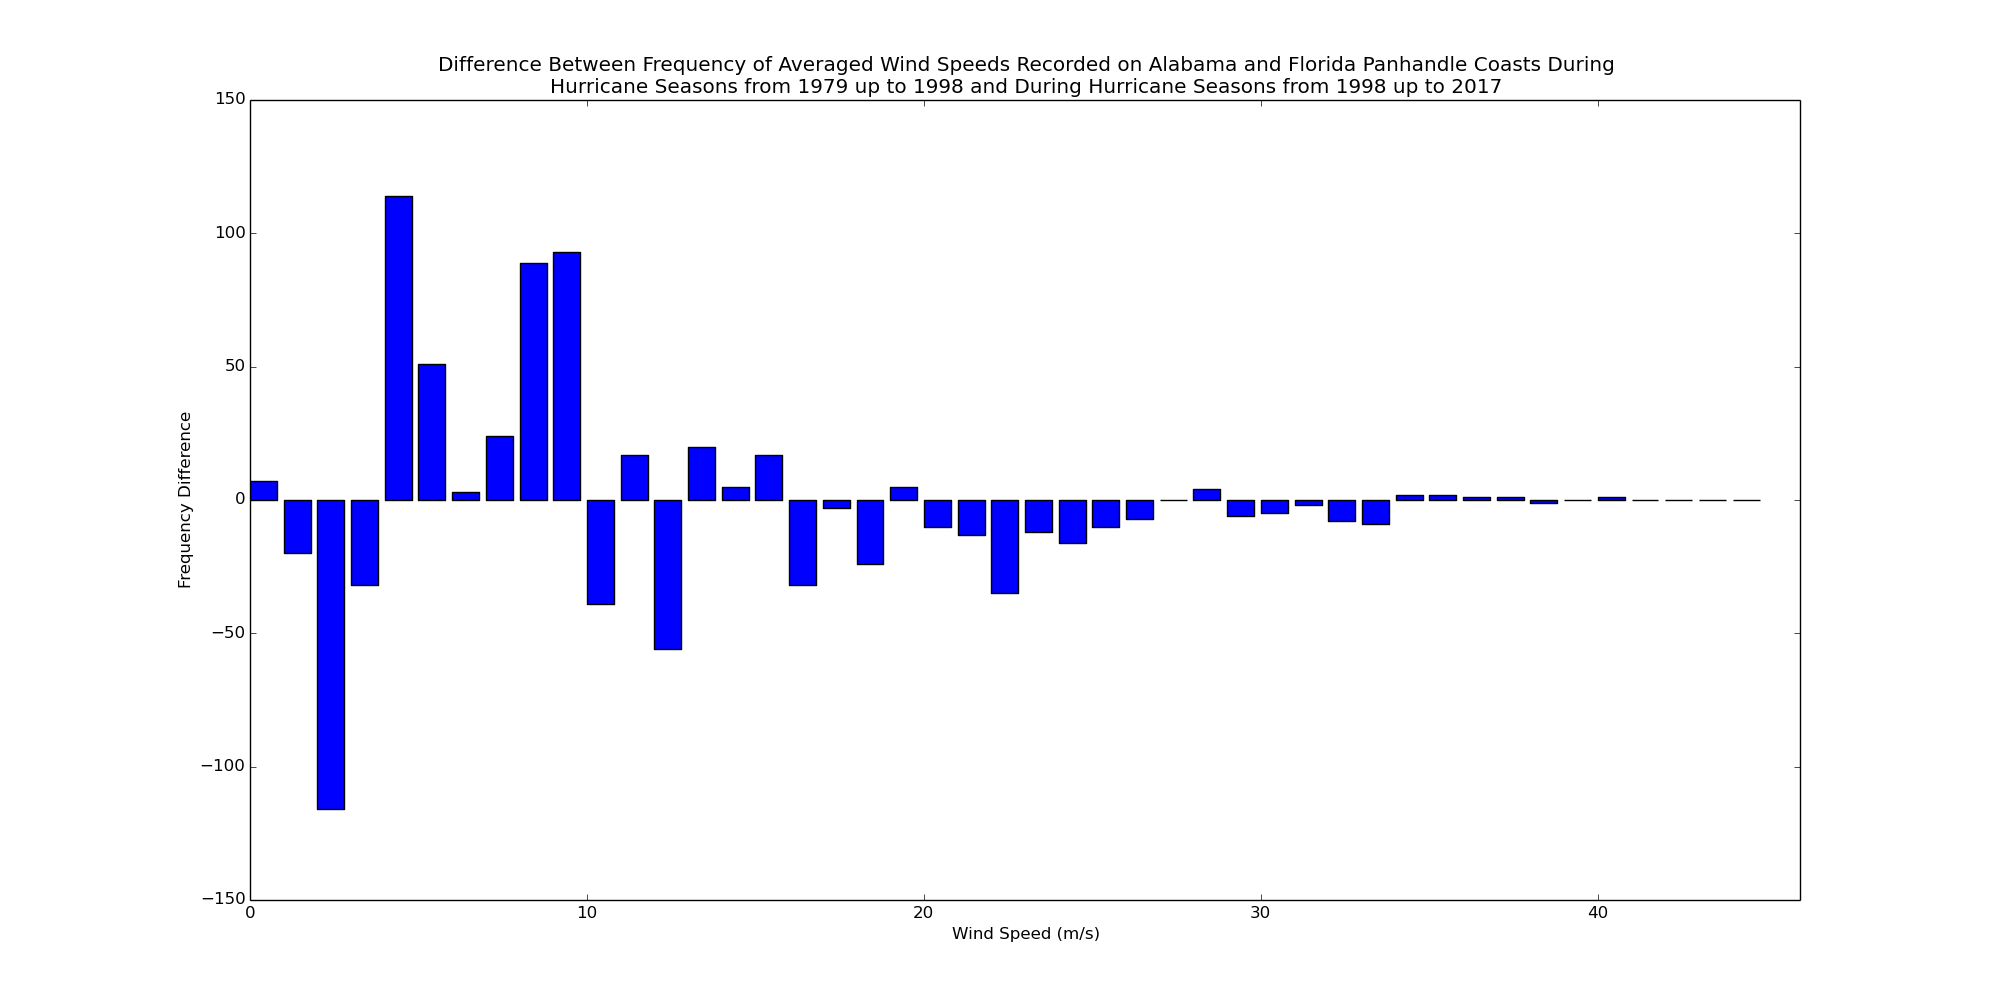 Difference Between Frequency of Averaged Wind Speeds Recorded on Alabama and Florida Panhandle Coasts During
Hurricane Seasons from 1979 up to 1998 and During Hurricane Seasons from 1998 up to 2017
150
100
50
0
−50
−100
−150
Frequency Difference
0 10 20 30 40
Wind Speed (m/s)